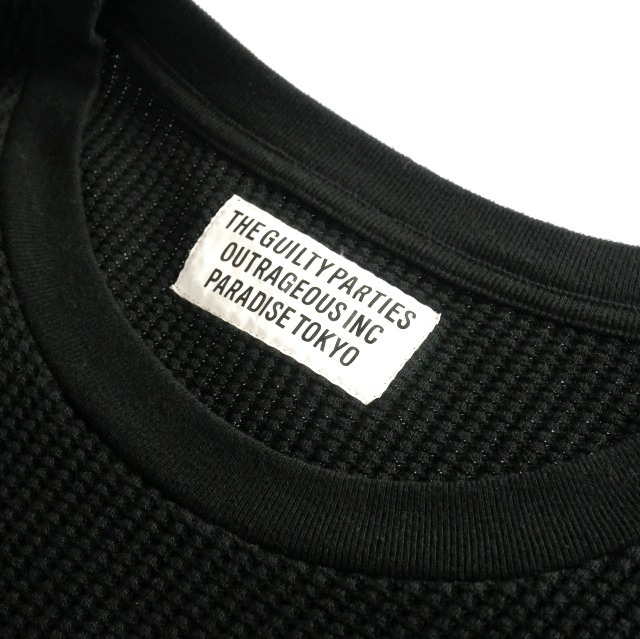 THE GUILTY PARTIES
OUTRAGEOUS INC
PARADISE TOKYO